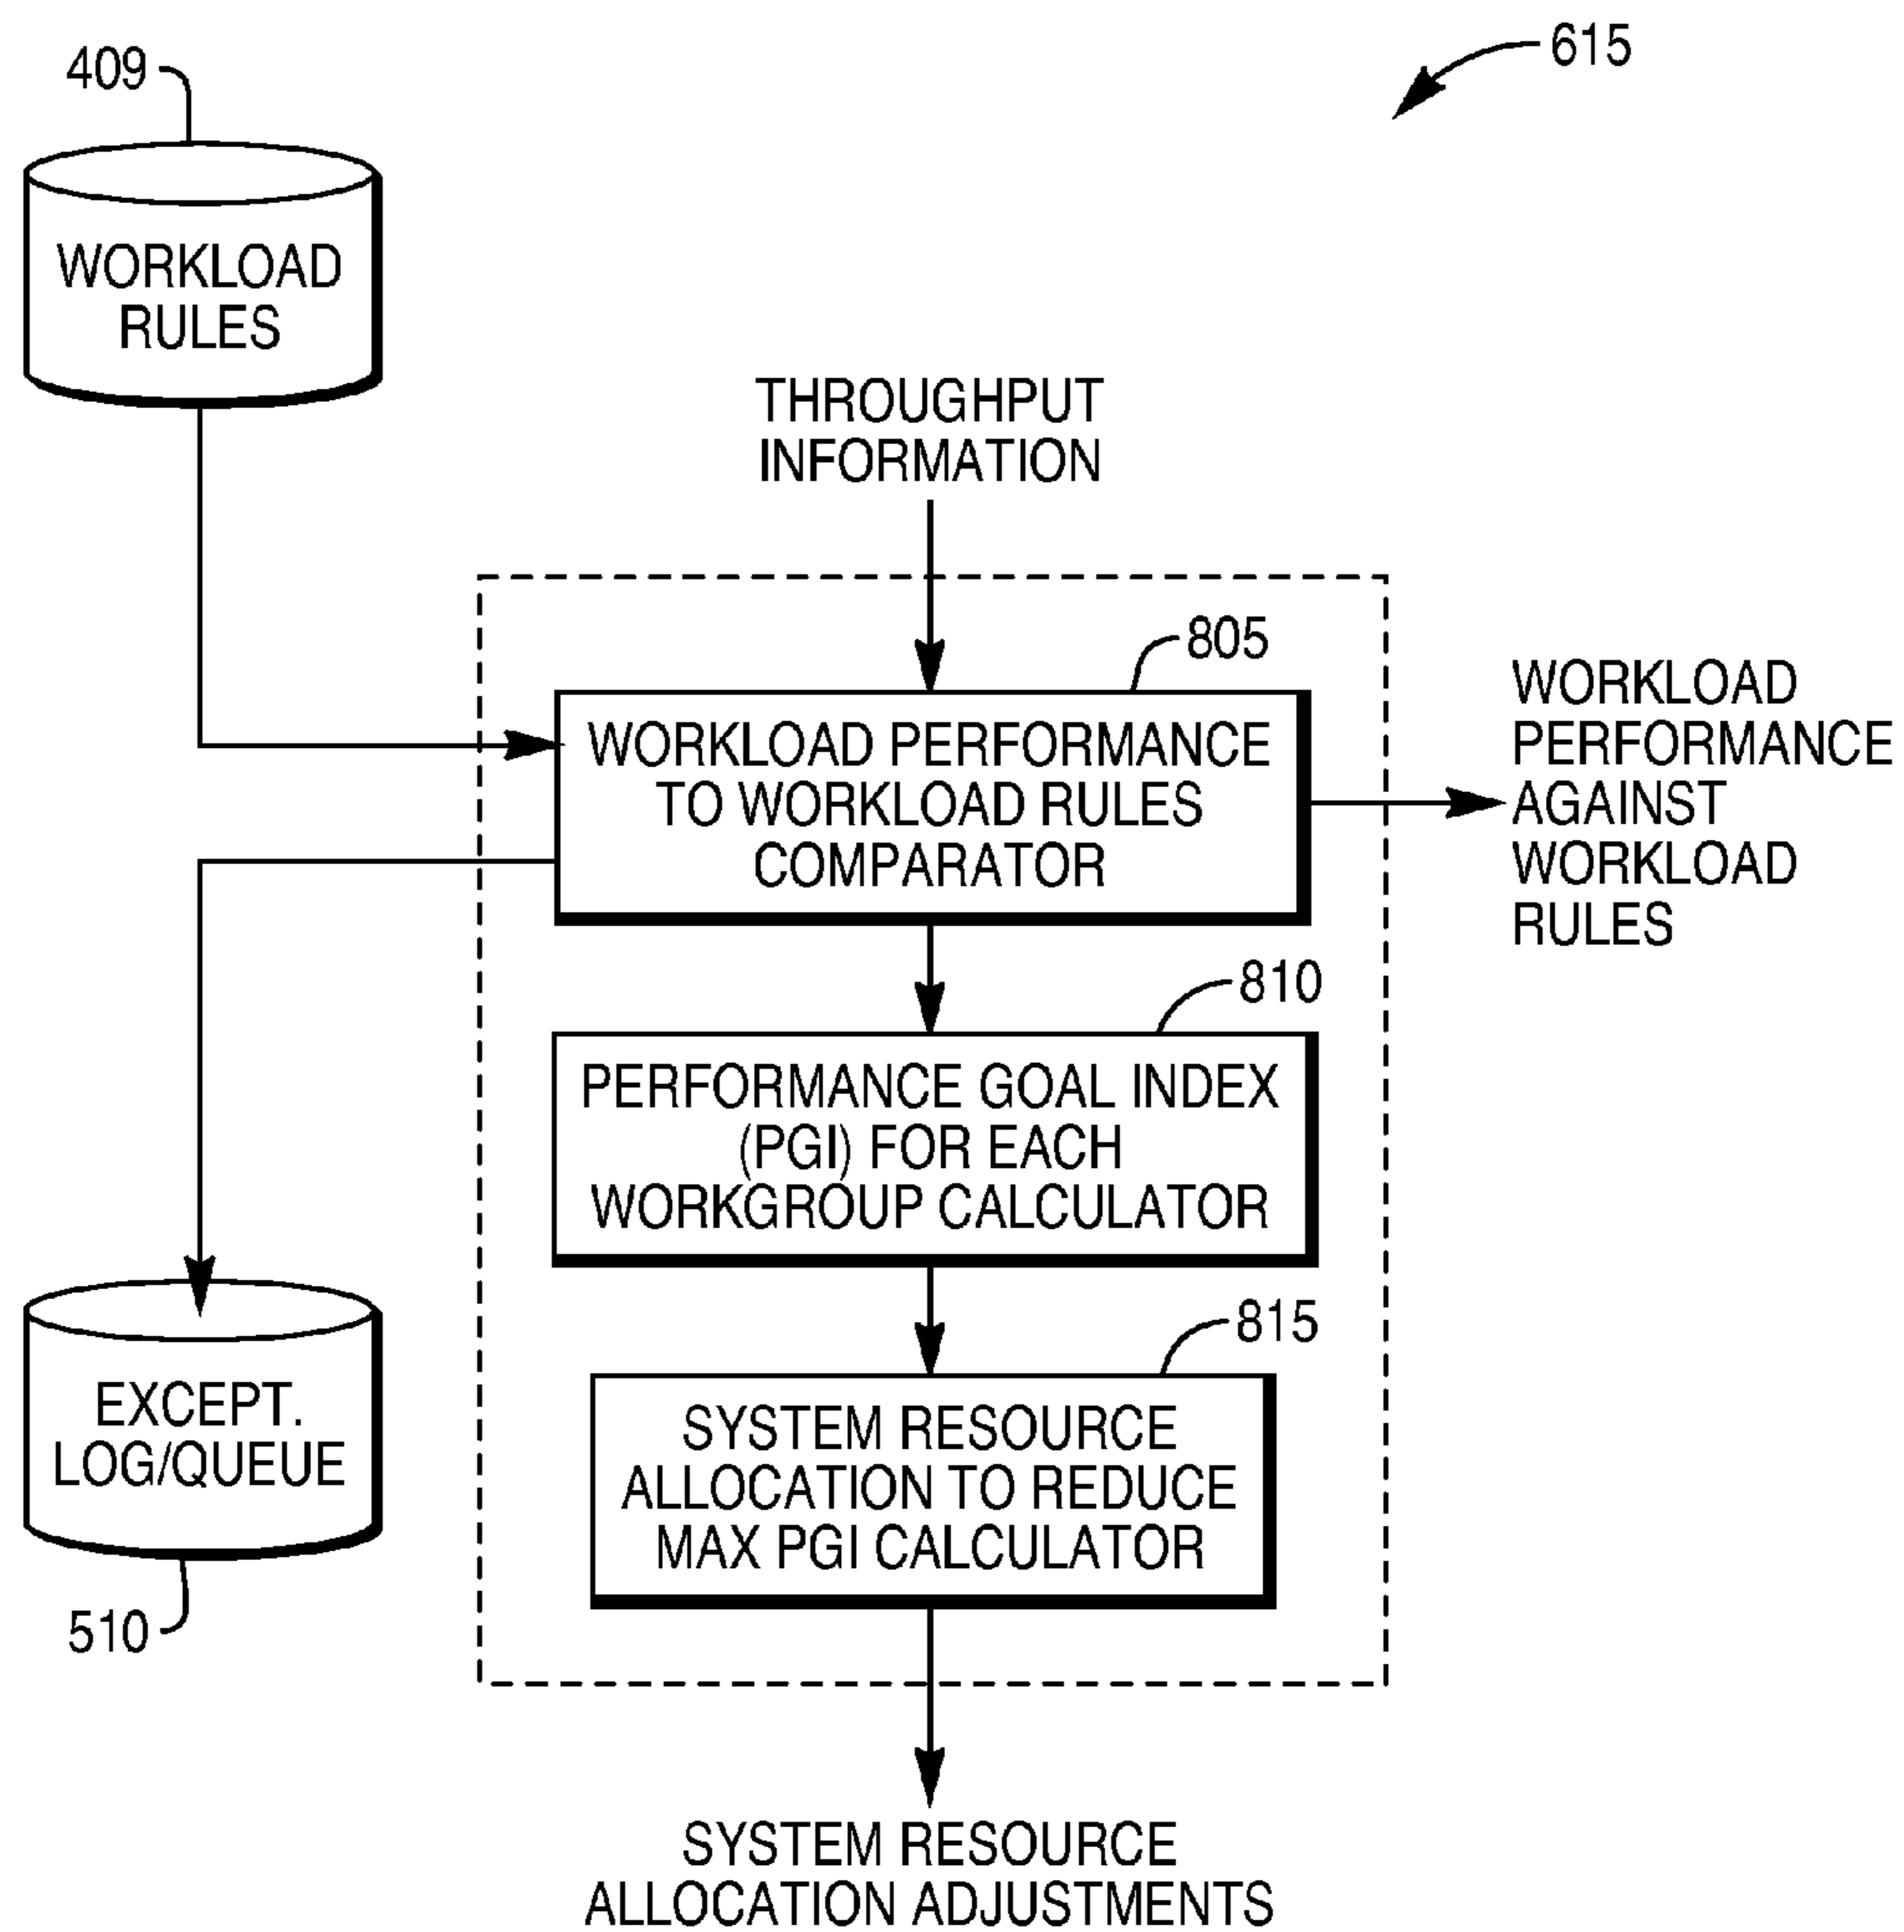 615
409
WORKLOAD
RULES
THROUGHPUT
INFORMATION
805
WORKLOAD PERFORMANCE
TO WORKLOAD RULES
COMPARATOR
WORKLOAD
PERFORMANCE
AGAINST
WORKLOAD
RULES
810
PERFORMANCE GOAL INDEX
(PGI) FOR EACH
WORKGROUP CALCULATOR
815
SYSTEM RESOURCE
ALLOCATION TO REDUCE
MAX PGI CALCULATOR
EXCEPT.
LOG/QUEUE
510
SYSTEM RESOURCE
ALLOCATION ADJUSTMENTS